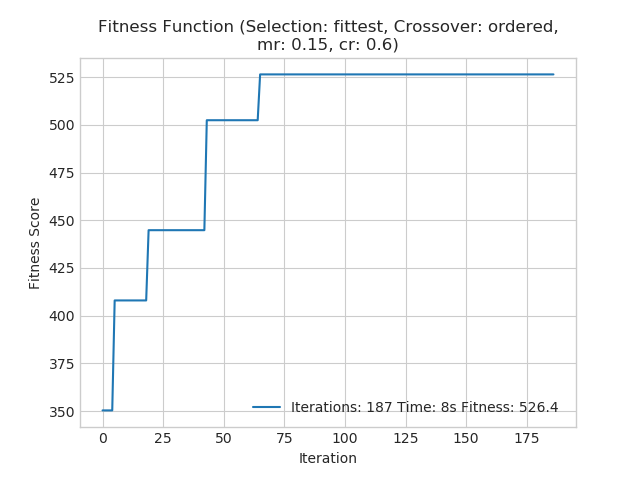 Fitness Function (Selection: fittest, Crossover: ordered,
mr: 0.15, cr: 0.6)
Fitness Score
525
500
475
450
425
400
375
350
Iterations: 187 Time: 8s Fitness: 526.4
0 25 50 75 100 125 150 175
Iteration